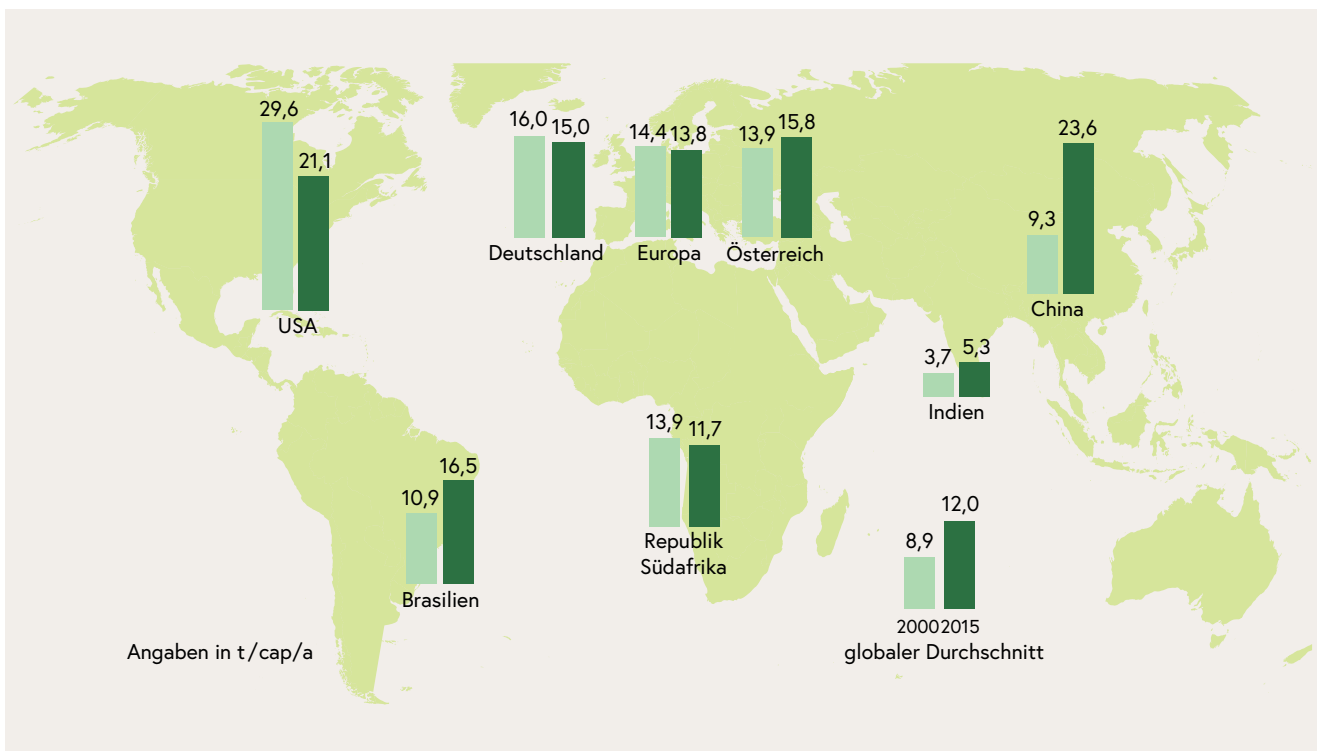 29,6
21,1
USA
16,0
15,0
Deutschland
14,4
13,8
Europa
13,9
15,8
Österreich
9,3
23,6
China
3,7
5,3
Indien
10,9
16,5
Brasilien
13,9
11,7
Republik
Südafrika
8,9
12,0
2000 2015
globaler Durchschnitt
Angaben in t/cap/a